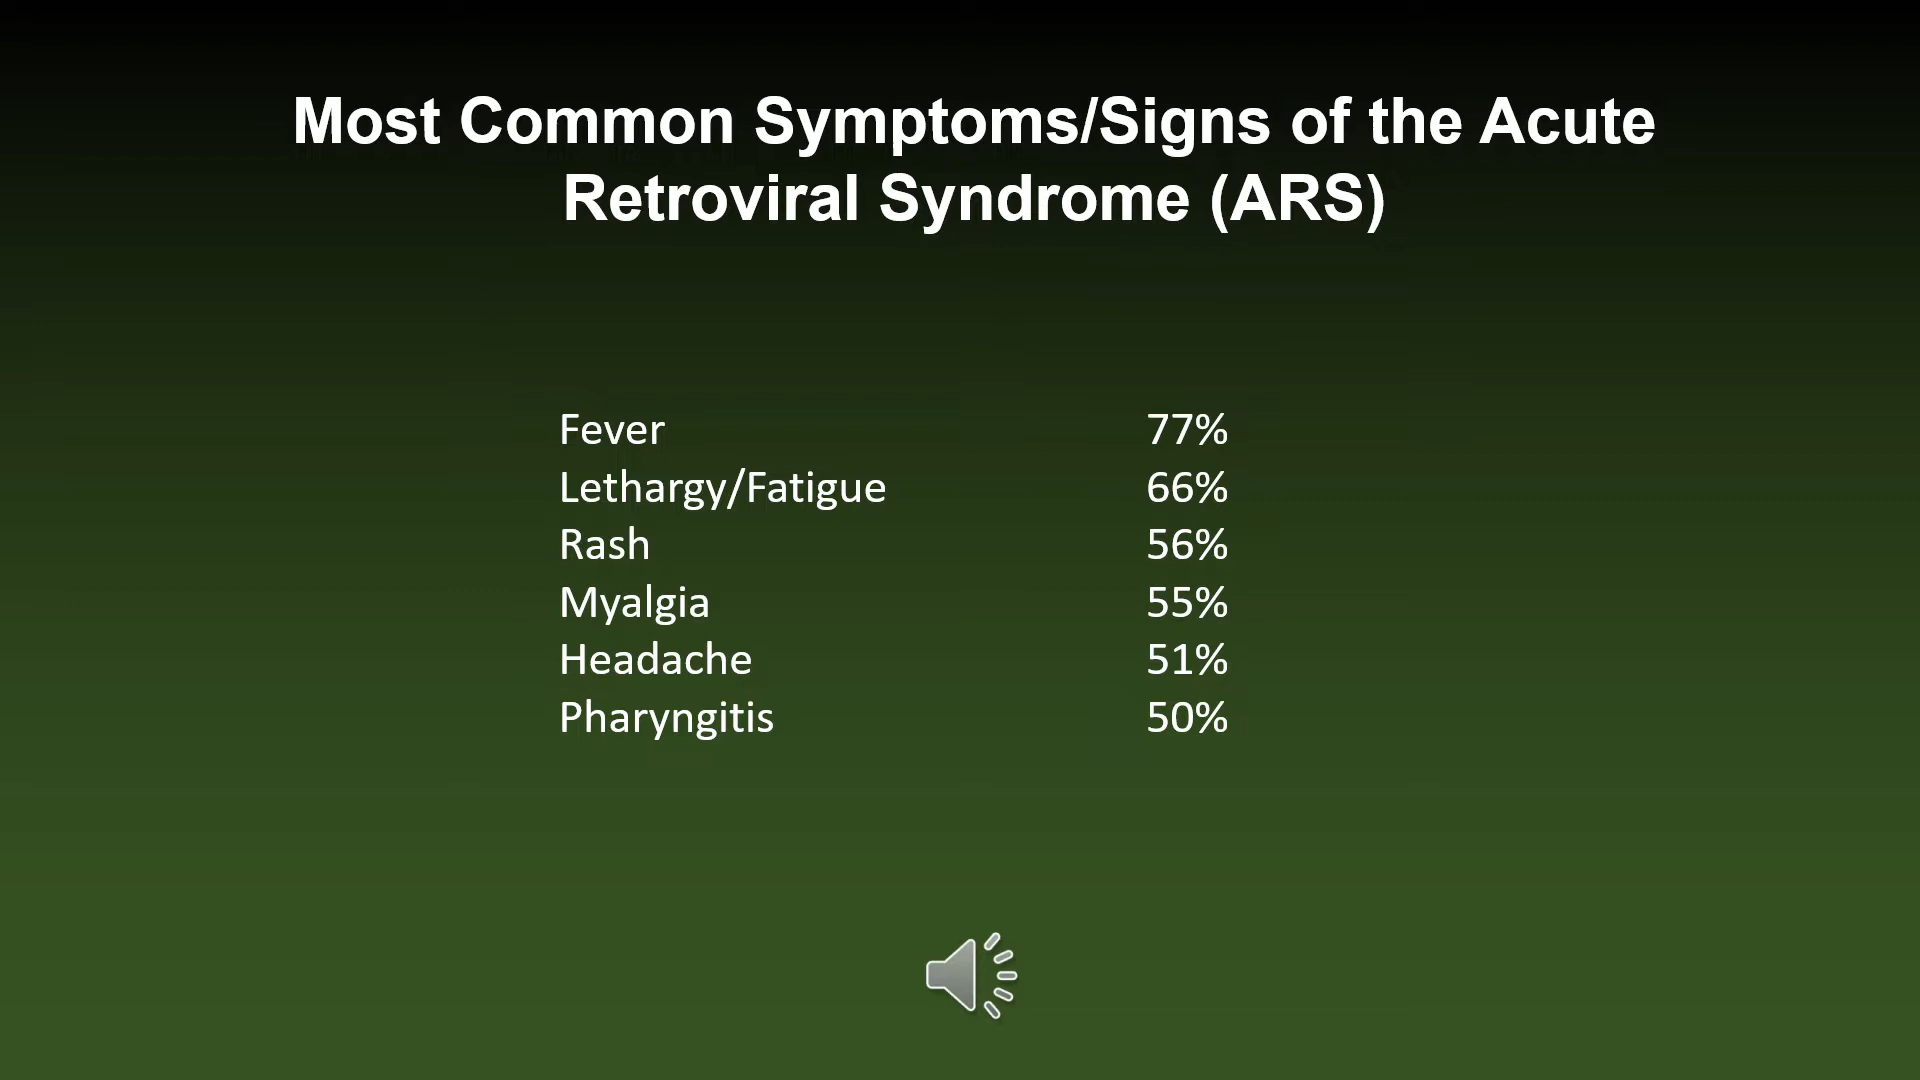 Most Common Symptoms/Signs of the Acute
Retroviral Syndrome (ARS)
Fever 77%
Lethargy/Fatigue 66%
Rash 56%
Myalgia 55%
Headache 51%
Pharyngitis 50%